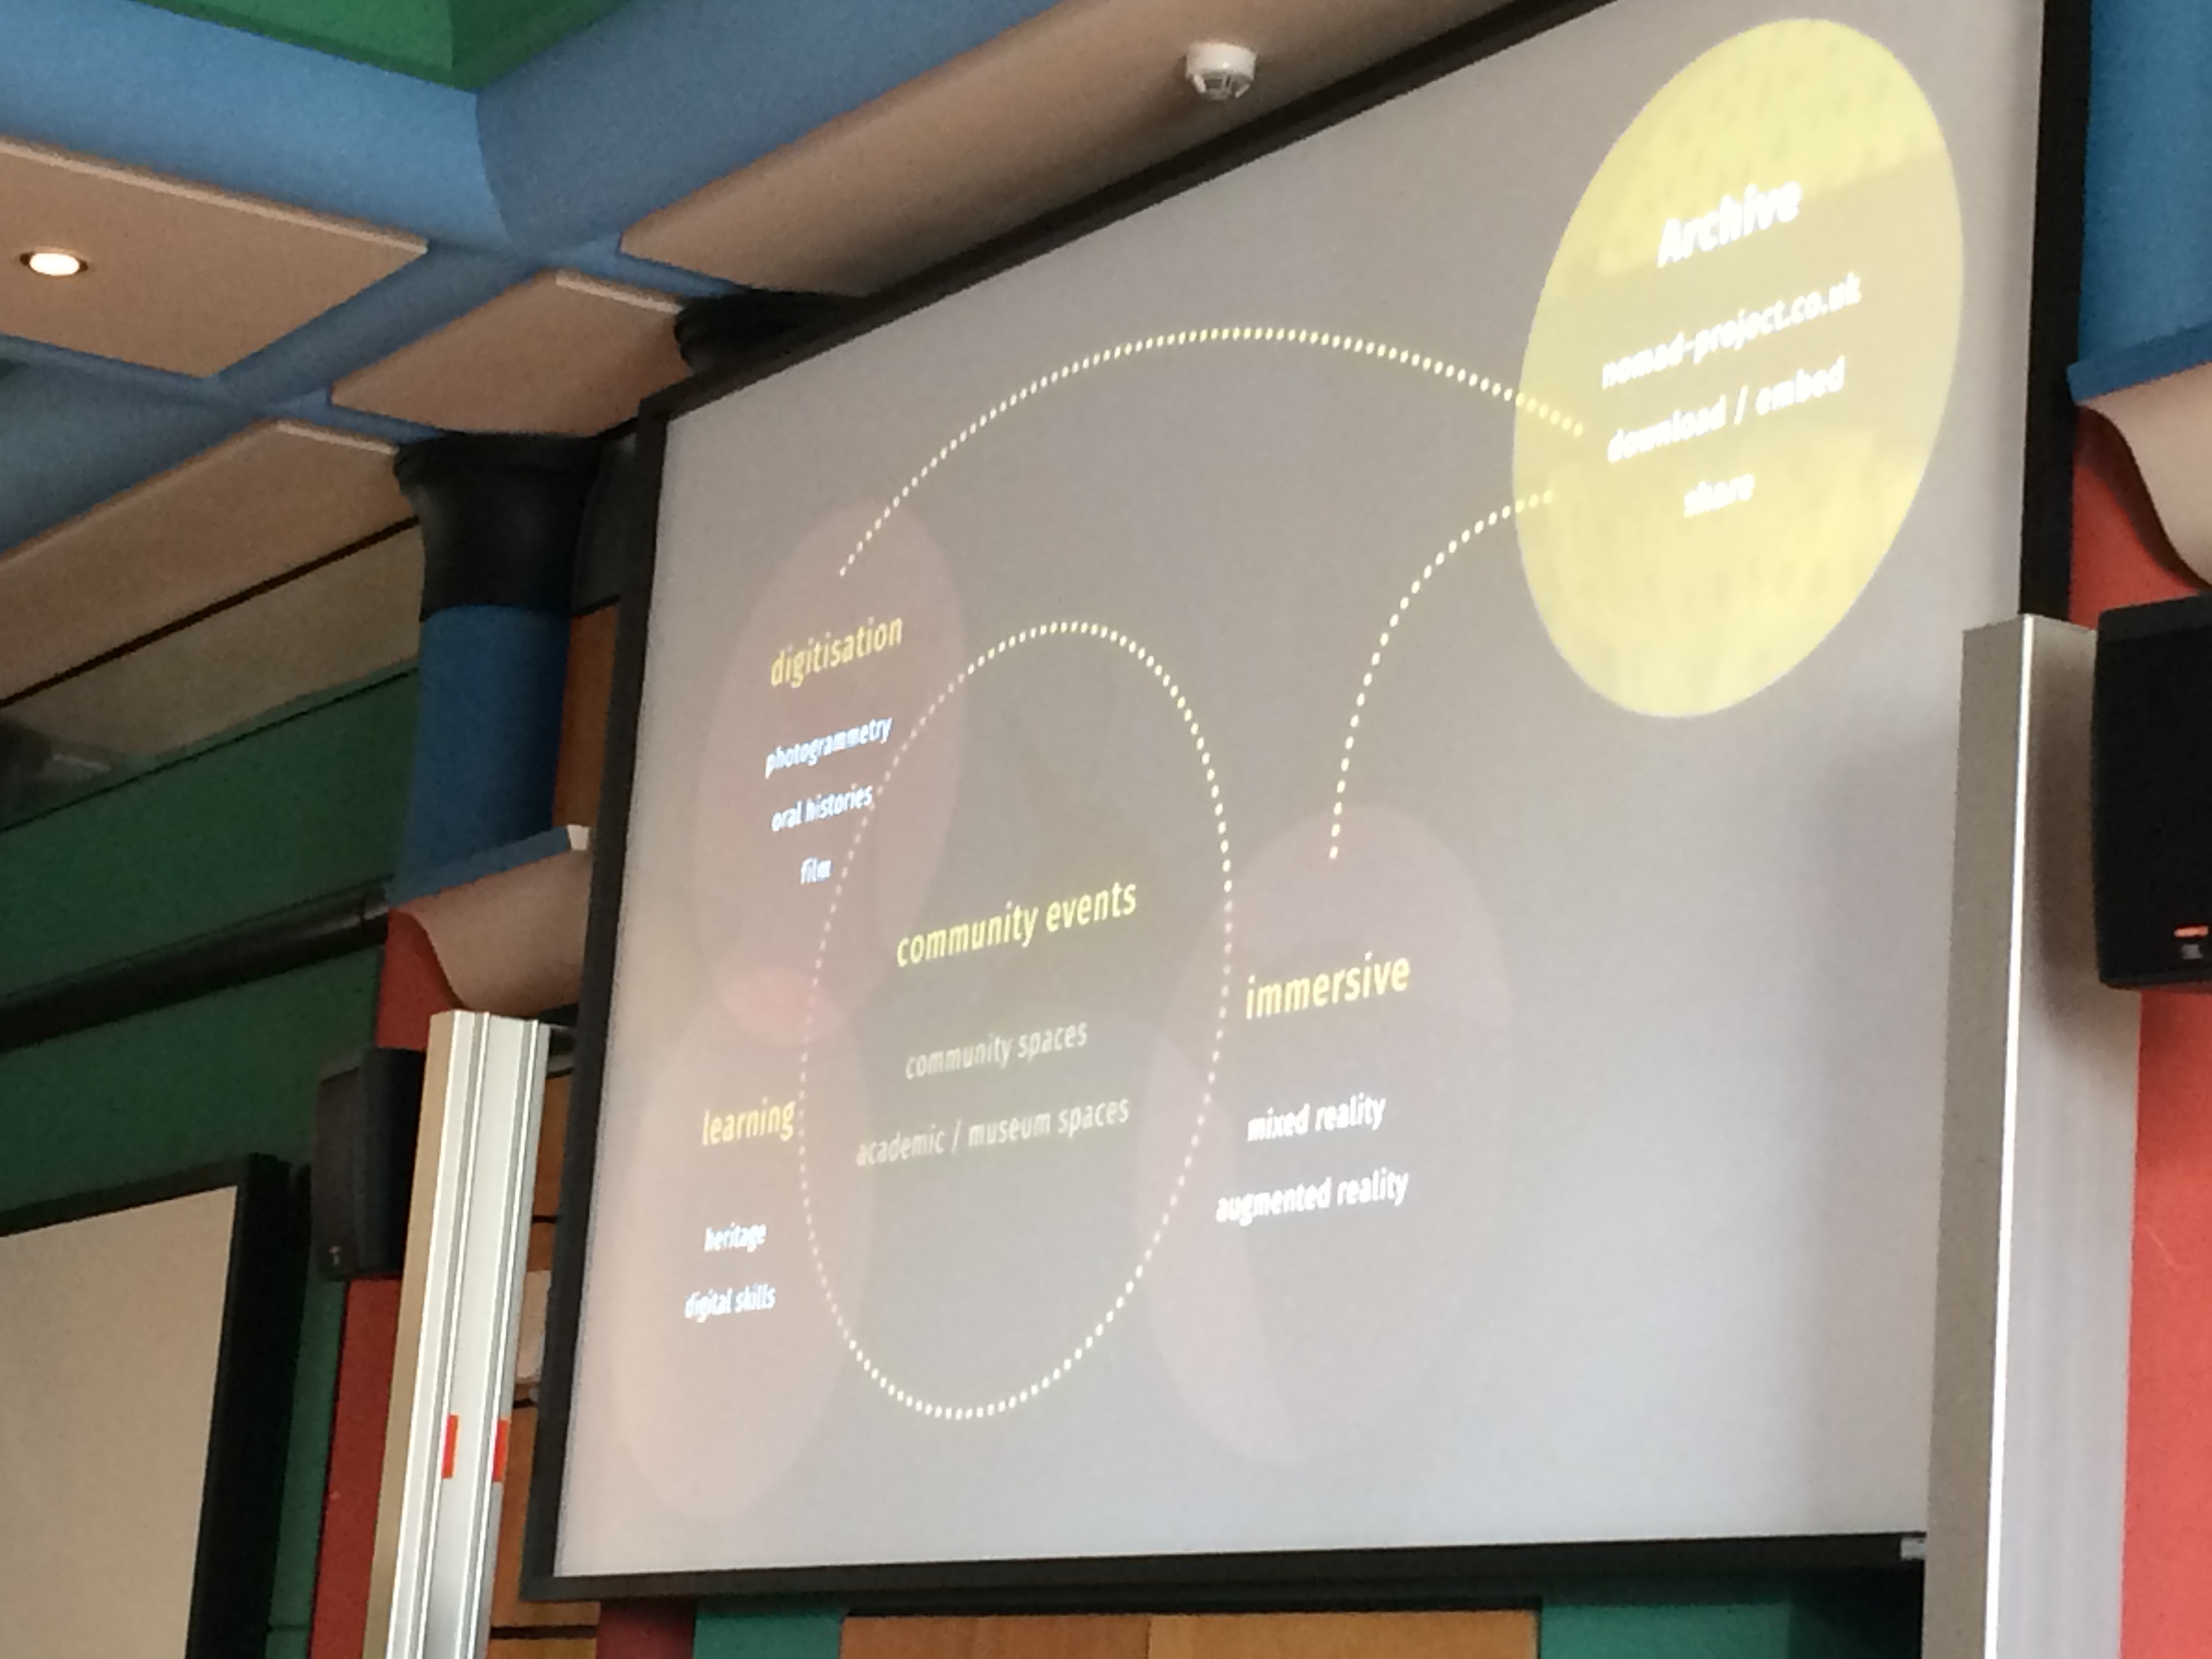 Archive
nomad-project.co.uk
download / embed
share
digitisation
photogrammetry
oral histories
film
community events
community spaces
academic / museum spaces
immersive
mixed reality
augmented reality
learning
heritage
digital skills